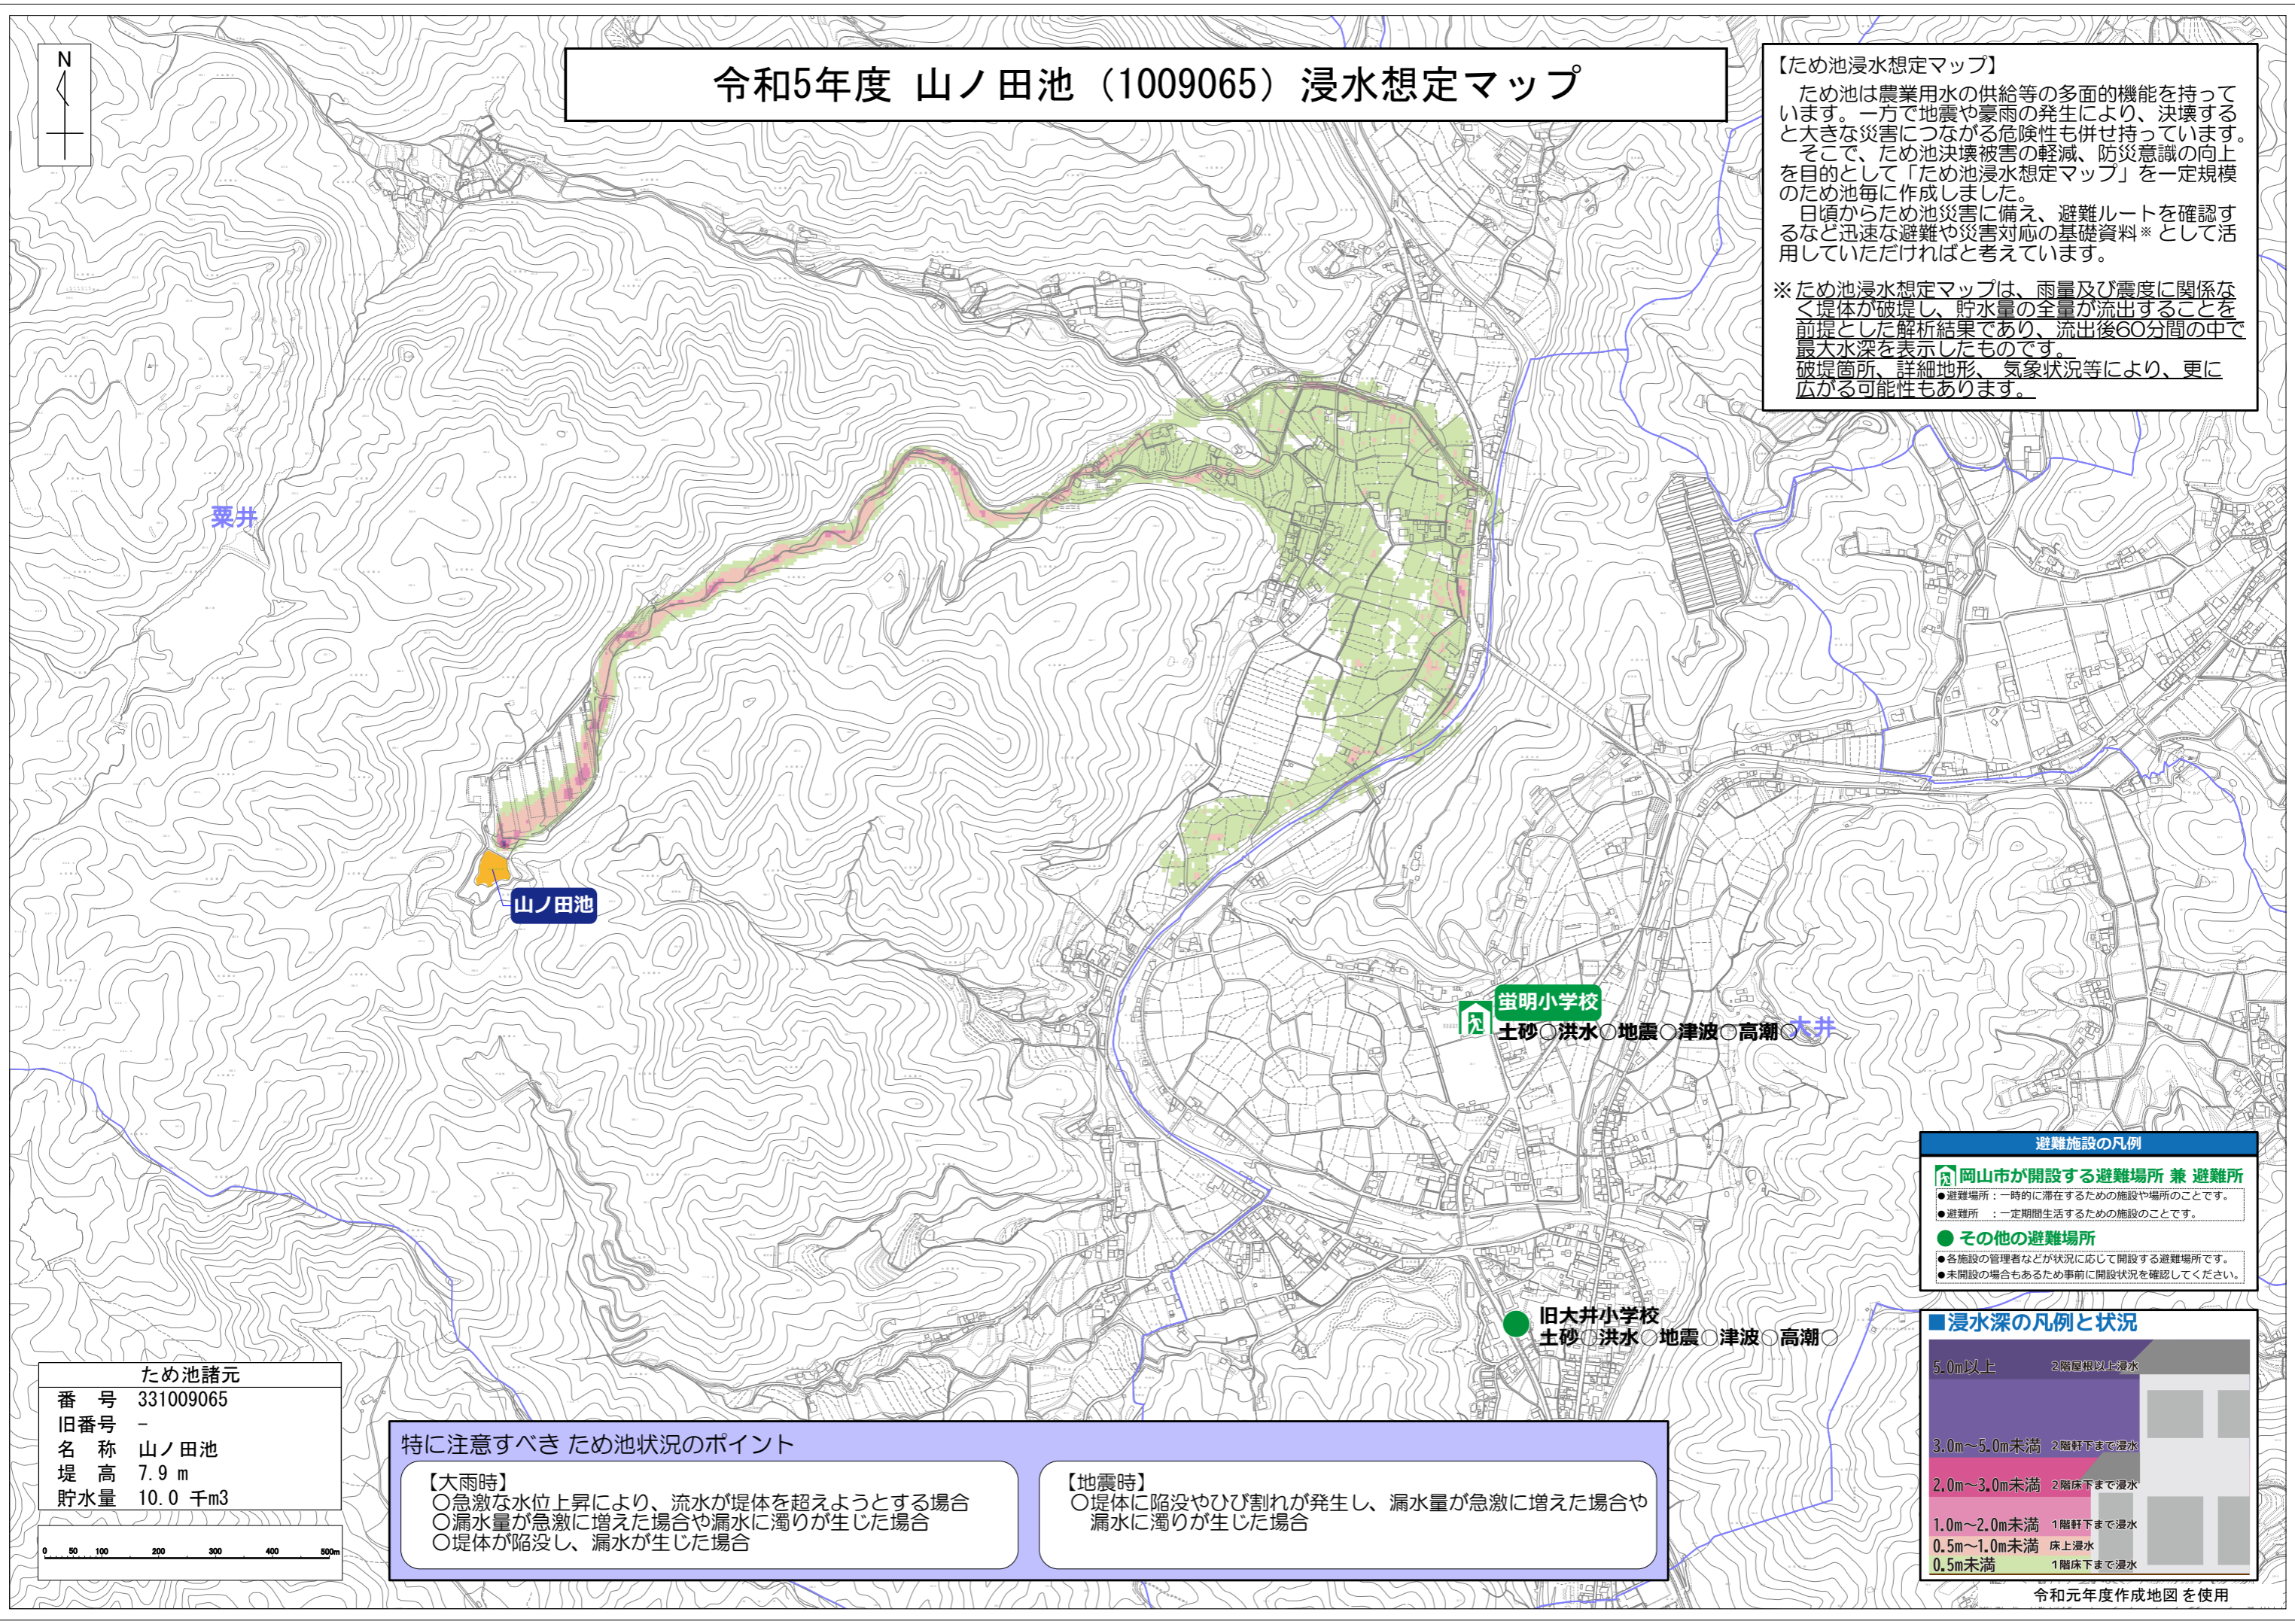 N
令和5年度 山ノ田池（1009065）浸水想定マップ
【ため池浸水想定マップ】
ため池は農業用水の供給等の多面的機能を持って
います。一方で地震や豪雨の発生により、決壊する
と大きな災害につながる危険性も併せ持っています。
そこで、ため池決壊被害の軽減、防災意識の向上
を目的として「ため池浸水想定マップ」を一定規模
のため池毎に作成しました。
日頃からため池災害に備え、避難ルートを確認す
るなど迅速な避難や災害対応の基礎資料※として活
用していただければと考えています。
※ため池浸水想定マップは、雨量及び震度に関係な
く堤体が破堤し、貯水量の全量が流出することを
前提とした解析結果であり、流出後60分間の中で
最大水深を表示したものです。
破堤箇所、詳細地形、気象状況等により、更に
広がる可能性もあります。
粟井
山ノ田池
蛍明小学校
土砂○洪水○地震○津波○高潮○
大井
旧大井小学校
土砂○洪水○地震○津波○高潮○
避難施設の凡例
岡山市が開設する避難場所 兼 避難所
●避難場所：一時的に滞在するための施設や場所のことです。
●避難所　：一定期間生活するための施設のことです。
● その他の避難場所
●各施設の管理者などが状況に応じて開設する避難場所です。
●未開設の場合もあるため事前に開設状況を確認してください。
■浸水深の凡例と状況
5.0m以上 2階屋根以上浸水
3.0m～5.0m未満 2階軒下まで浸水
2.0m～3.0m未満 2階床下まで浸水
1.0m～2.0m未満 1階軒下まで浸水
0.5m～1.0m未満 床上浸水
0.5m未満 1階床下まで浸水
令和元年度作成地図を使用
ため池諸元
番　号 331009065
旧番号 -
名　称 山ノ田池
堤　高 7.9 m
貯水量 10.0 千m3
0 50 100 200 300 400 500m
特に注意すべき ため池状況のポイント
【大雨時】
○急激な水位上昇により、流水が堤体を超えようとする場合
○漏水量が急激に増えた場合や漏水に濁りが生じた場合
○堤体が陥没し、漏水が生じた場合
【地震時】
○堤体に陥没やひび割れが発生し、漏水量が急激に増えた場合や
漏水に濁りが生じた場合